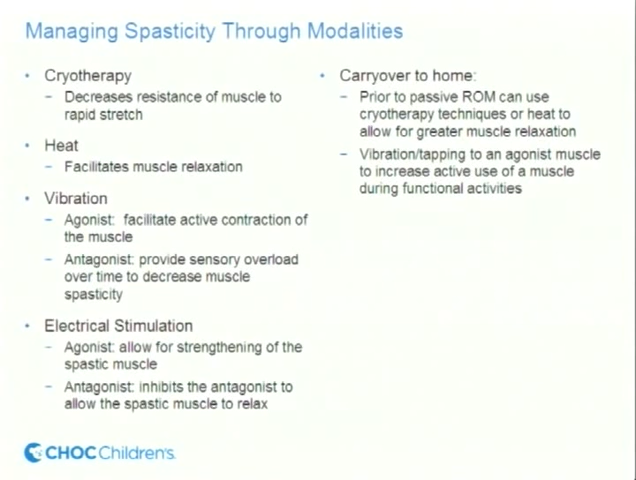 Managing Spasticity Through Modalities
• Cryotherapy
– Decreases resistance of muscle to
rapid stretch
• Heat
– Facilitates muscle relaxation
• Vibration
– Agonist: facilitate active contraction of
the muscle
– Antagonist: provide sensory overload
over time to decrease muscle
spasticity
• Electrical Stimulation
– Agonist: allow for strengthening of the
spastic muscle
– Antagonist: inhibits the antagonist to
allow the spastic muscle to relax
• Carryover to home:
– Prior to passive ROM can use
cryotherapy techniques or heat to
allow for greater muscle relaxation
– Vibration/tapping to an agonist muscle
to increase active use of a muscle
during functional activities
CHOC Children's.